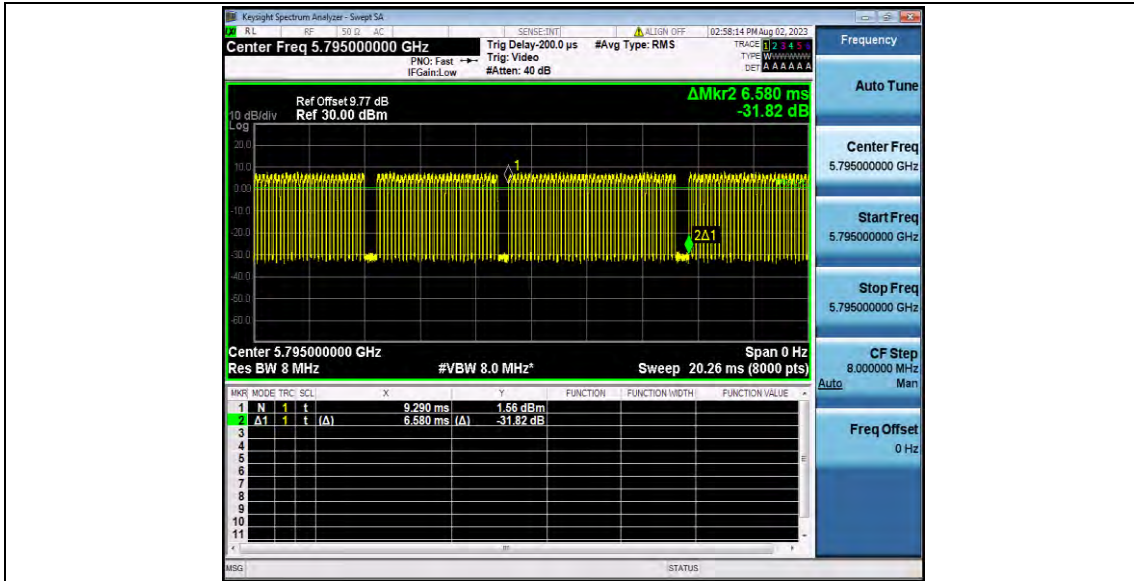 Keysight Spectrum Analyzer - Swept SA
RL RF 50 Ω AC SENSE:INT ALIGN OFF 02:58:14 PM Aug 02, 2023
Center Freq 5.795000000 GHz
PNO: Fast
IFGain:Low
Trig Delay-200.0 µs
Trig: Video
#Atten: 40 dB
#Avg Type: RMS
TRACE 1 2 3 4 5 6
TYPE W
DET A A A A A A
ΔMkr2 6.580 ms
-31.82 dB
Ref Offset 9.77 dB
Ref 30.00 dBm
10 dB/div
Log
20.0
10.0
0.00
-10.0
-20.0
-30.0
-40.0
-50.0
-60.0
1
2Δ1
Center 5.795000000 GHz
Span 0 Hz
Res BW 8 MHz
#VBW 8.0 MHz*
Sweep 20.26 ms (8000 pts)
MKR MODE TRC SCL X Y FUNCTION FUNCTION WIDTH FUNCTION VALUE
1 N 1 t 9.290 ms 1.56 dBm
2 Δ1 1 t (Δ) 6.580 ms (Δ) -31.82 dB
3
4
5
6
7
8
9
10
11
MSG
STATUS
Frequency
Auto Tune
Center Freq
5.795000000 GHz
Start Freq
5.795000000 GHz
Stop Freq
5.795000000 GHz
CF Step
8.000000 MHz
Auto Man
Freq Offset
0 Hz